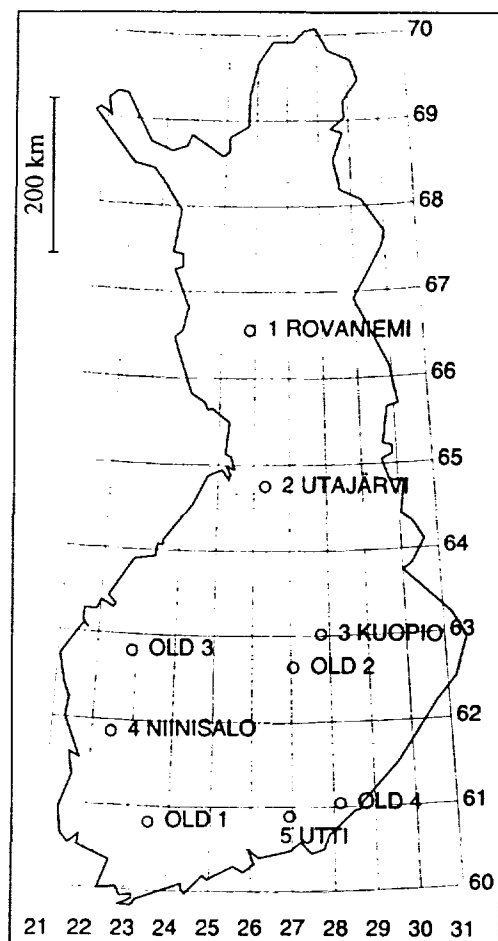 70
69
200 km
68
67
1 ROVANIEMI
66
65
2 UTAJÄRVI
64
63
3 KUOPIO
OLD 3
OLD 2
62
4 NIINISALO
61
OLD 4
OLD 1
5 UTTI
60
21 22 23 24 25 26 27 28 29 30 31